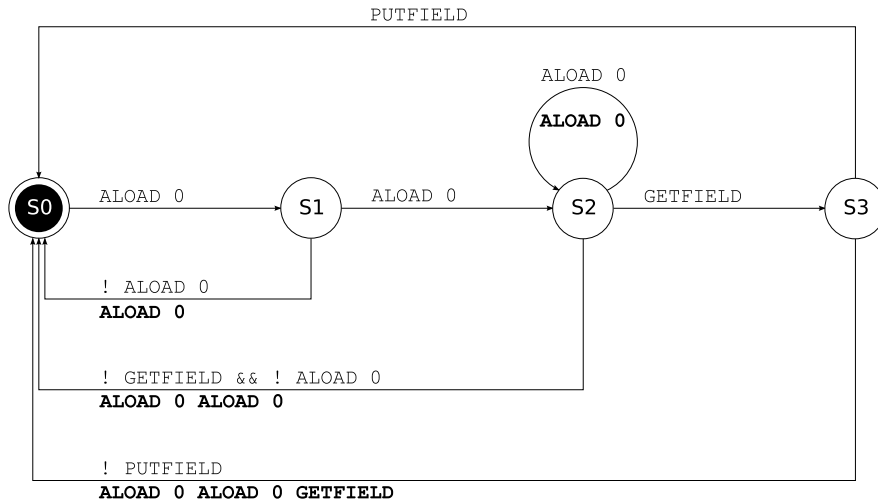 PUTFIELD
ALOAD 0
ALOAD 0
S0
ALOAD 0
S1
ALOAD 0
S2
GETFIELD
S3
! ALOAD 0
ALOAD 0
! GETFIELD && ! ALOAD 0
ALOAD 0 ALOAD 0
! PUTFIELD
ALOAD 0 ALOAD 0 GETFIELD